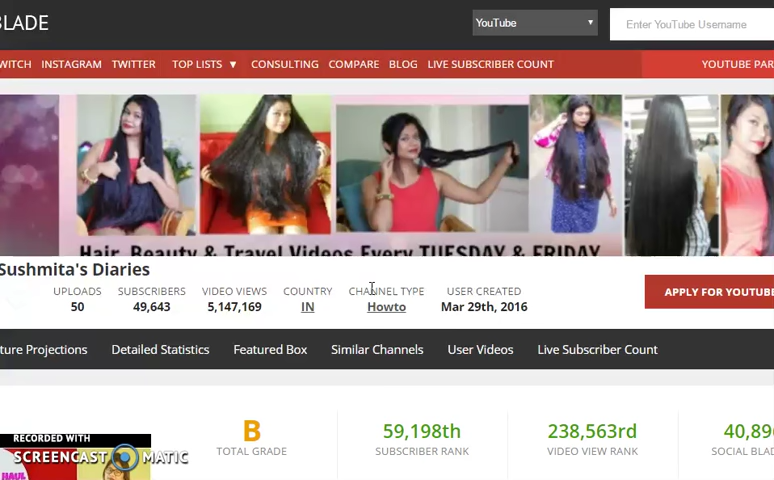 BLADE
YouTube
Enter YouTube Username
WITCH INSTAGRAM TWITTER TOP LISTS CONSULTING COMPARE BLOG LIVE SUBSCRIBER COUNT YOUTUBE PAR
Hair, Beauty & Travel Videos Every TUESDAY & FRIDAY
Sushmita's Diaries
UPLOADS SUBSCRIBERS VIDEO VIEWS COUNTRY CHANNEL TYPE USER CREATED
50 49,643 5,147,169 IN Howto Mar 29th, 2016
APPLY FOR YOUTUBE
ture Projections Detailed Statistics Featured Box Similar Channels User Videos Live Subscriber Count
B 59,198th 238,563rd 40,896
TOTAL GRADE SUBSCRIBER RANK VIDEO VIEW RANK SOCIAL BLAD
RECORDED WITH
SCREENCAST MATIC
HAUL